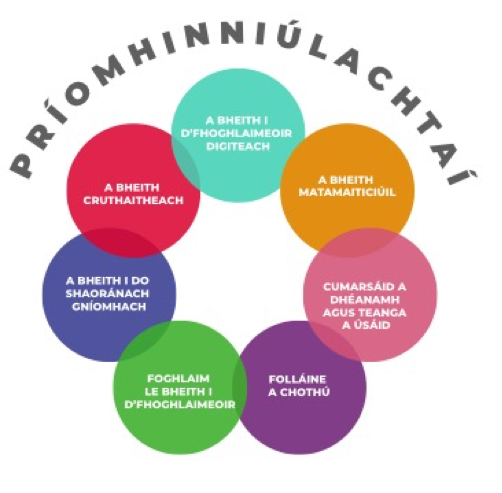 PRÍOMHINNIÚLACHTAÍ
A BHEITH I
D'FHOGHLAIMEOIR
DIGITEACH
A BHEITH
MATAMAITICIÚIL
CUMARSÁID A
DHÉANAMH
AGUS TEANGA
A ÚSÁID
FOLLÁINE
A CHOTHÚ
FOGHLAIM
LE BHEITH I
D'FHOGHLAIMEOIR
A BHEITH I DO
SHAORÁNACH
GNÍOMHACH
A BHEITH
CRUTHAITHEACH